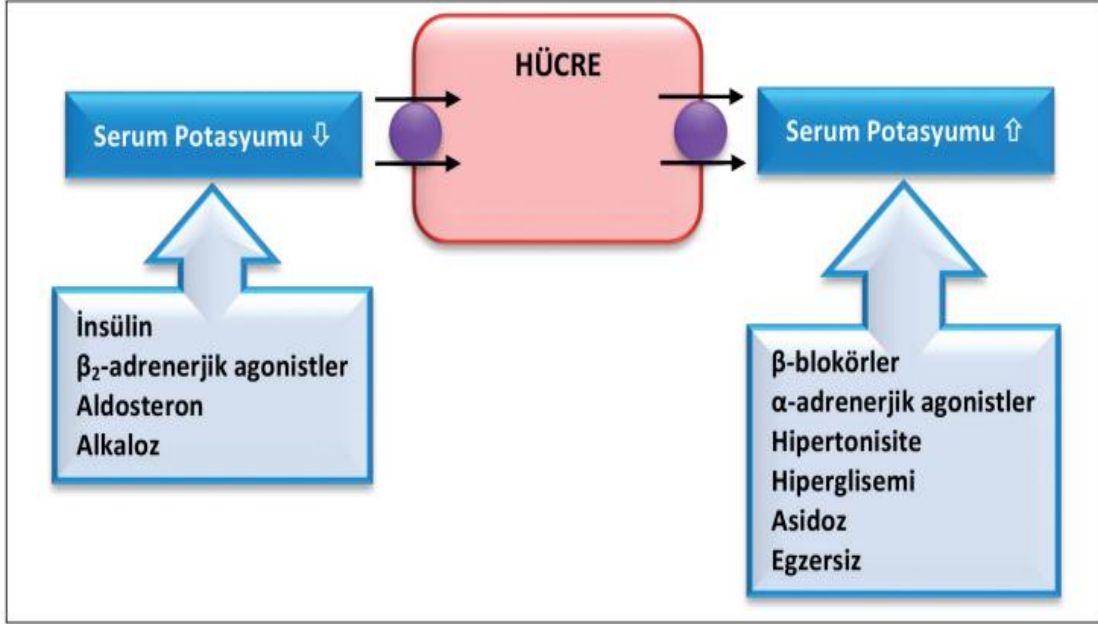 HÜCRE
Serum Potasyumu ⇩
Serum Potasyumu ⇧
İnsülin
β₂-adrenerjik agonistler
Aldosteron
Alkaloz
β-blokörler
α-adrenerjik agonistler
Hipertonisite
Hiperglisemi
Asidoz
Egzersiz